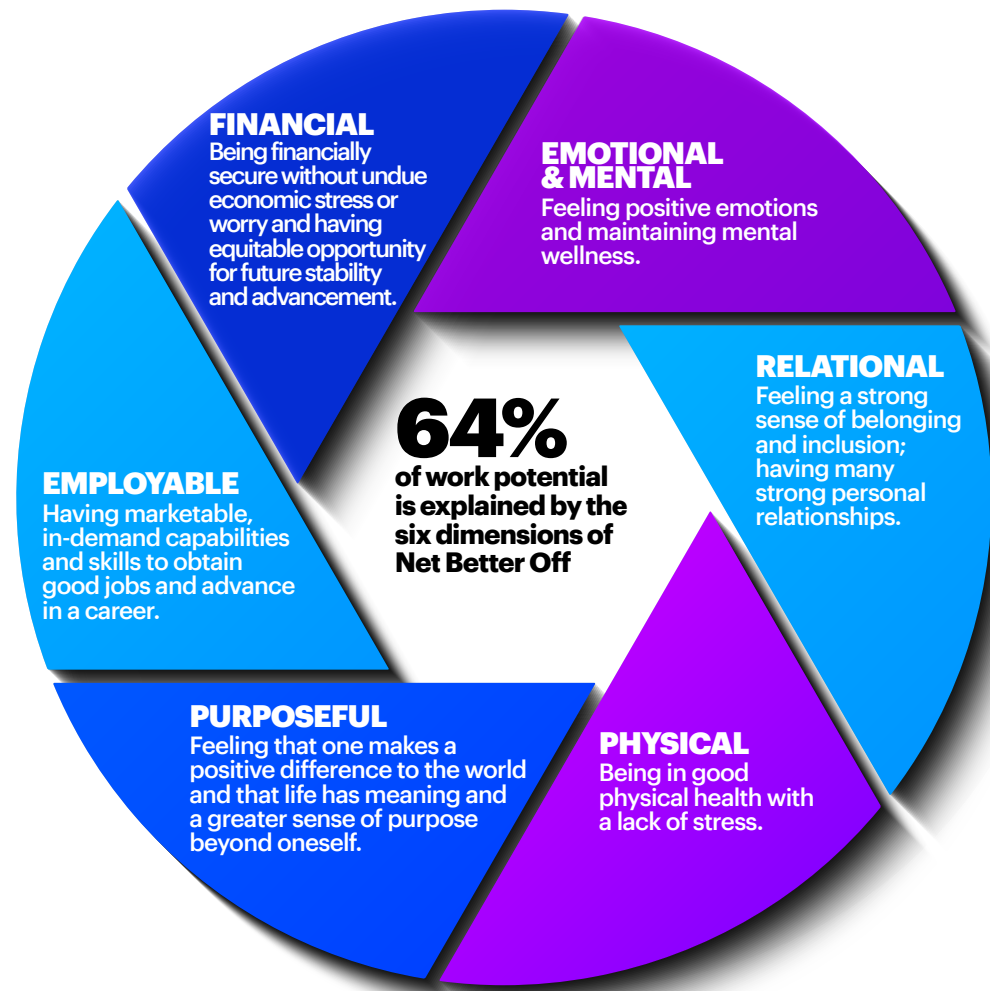 FINANCIAL
Being financially
secure without undue
economic stress or
worry and having
equitable opportunity
for future stability
and advancement.
EMOTIONAL
& MENTAL
Feeling positive emotions
and maintaining mental
wellness.
RELATIONAL
Feeling a strong
sense of belonging
and inclusion;
having many
strong personal
relationships.
64%
of work potential
is explained by the
six dimensions of
Net Better Off
EMPLOYABLE
Having marketable,
in-demand capabilities
and skills to obtain
good jobs and advance
in a career.
PURPOSEFUL
Feeling that one makes a
positive difference to the world
and that life has meaning and
a greater sense of purpose
beyond oneself.
PHYSICAL
Being in good
physical health with
a lack of stress.